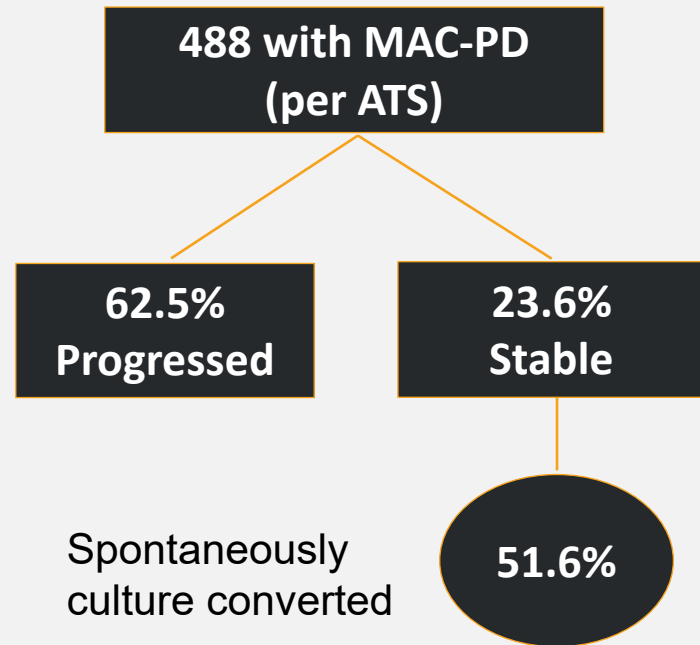 488 with MAC-PD
(per ATS)
62.5%
Progressed
23.6%
Stable
Spontaneously
culture converted
51.6%